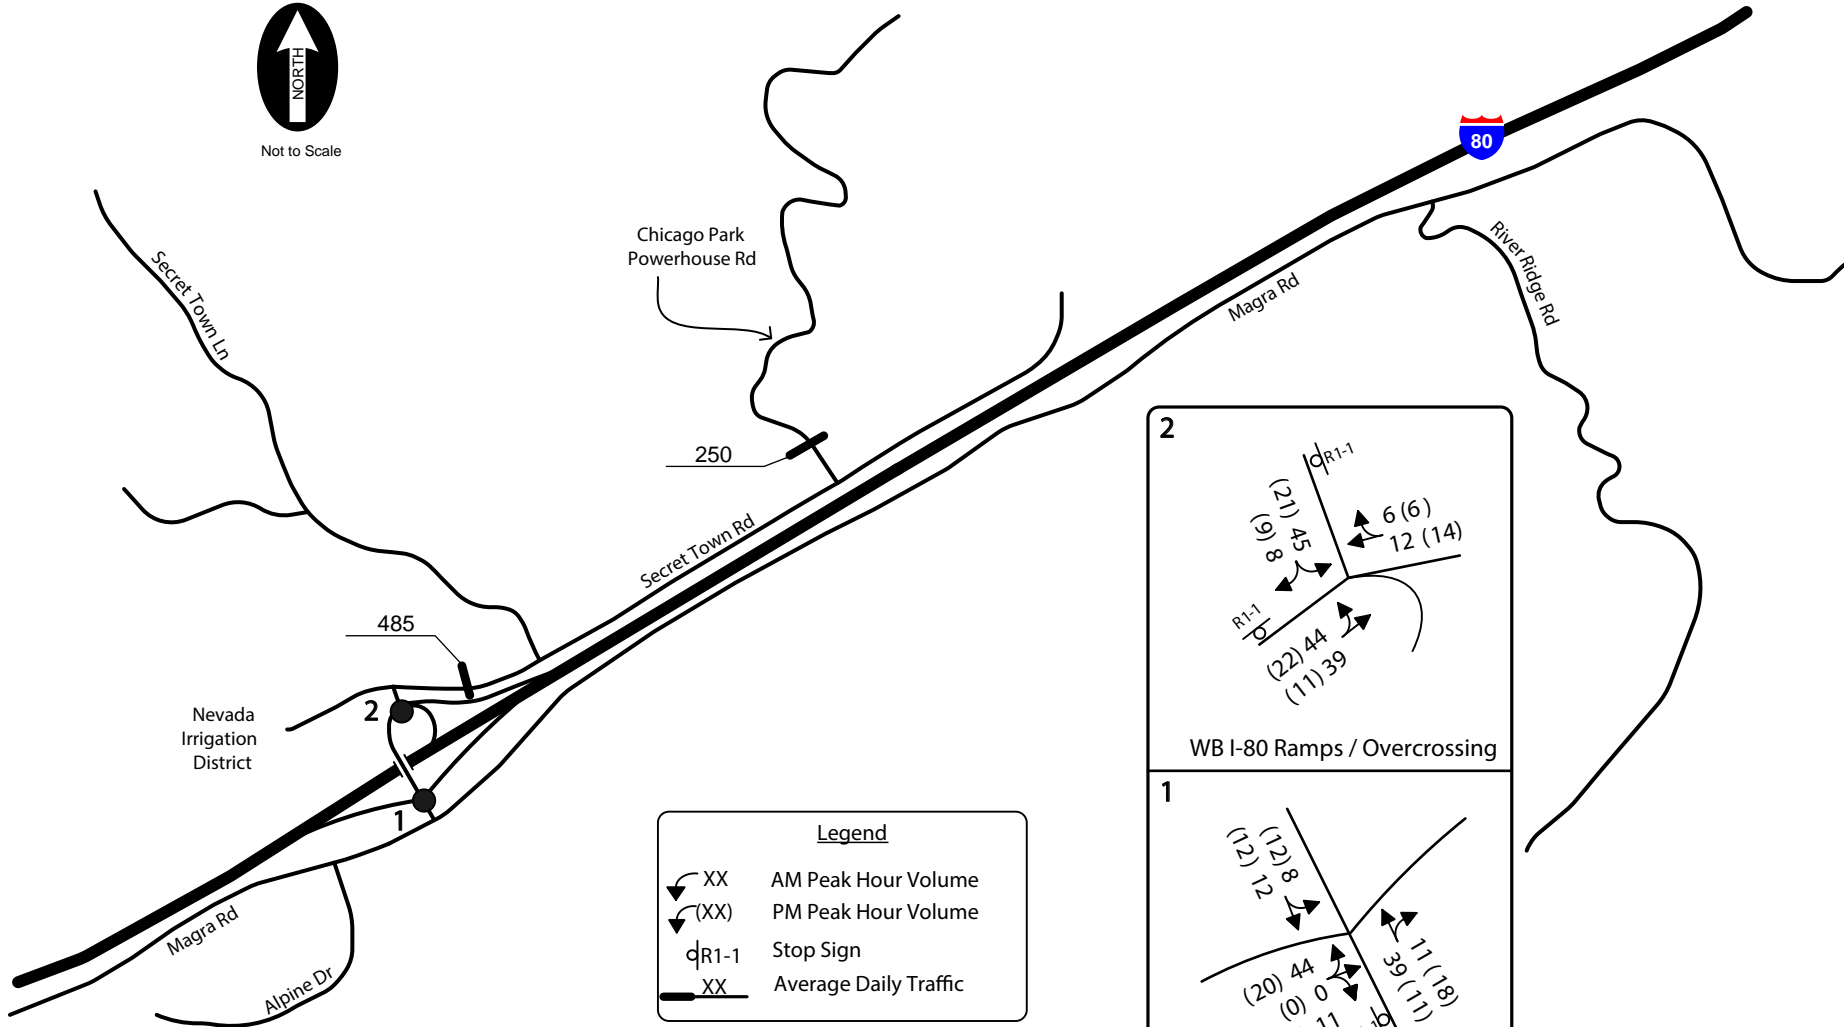 NORTH
Not to Scale
80
Chicago Park
Powerhouse Rd
Secret Town Ln
River Ridge Rd
Magra Rd
250
Secret Town Rd
485
Nevada
Irrigation
District
2
1
Magra Rd
Alpine Dr
Legend
XX AM Peak Hour Volume
(XX) PM Peak Hour Volume
R1-1 Stop Sign
XX Average Daily Traffic
2
R1-1
(21) 45
(9) 8
6 (6)
12 (14)
R1-1
(22) 44
(11) 39
WB I-80 Ramps / Overcrossing
1
(12) 8
(12) 12
11 (18)
39 (11)
(20) 44
(0) 0
11